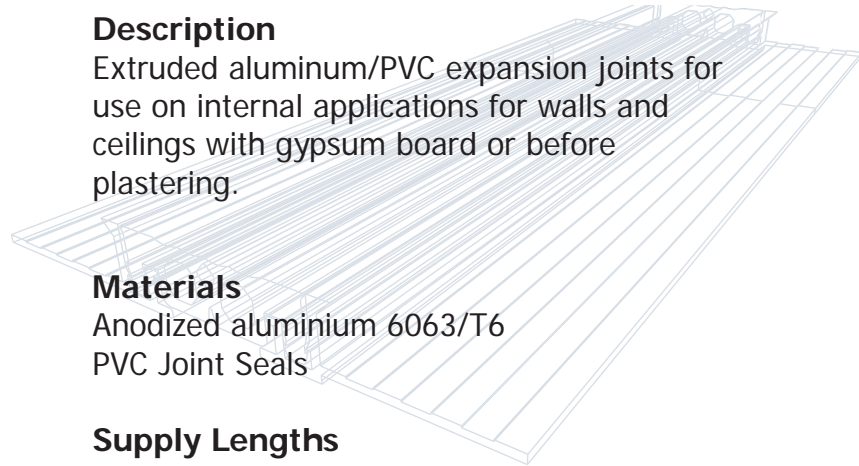 Description
Extruded aluminum/PVC expansion joints for
use on internal applications for walls and
ceilings with gypsum board or before
plastering.
Materials
Anodized aluminium 6063/T6
PVC Joint Seals
Supply Lengths